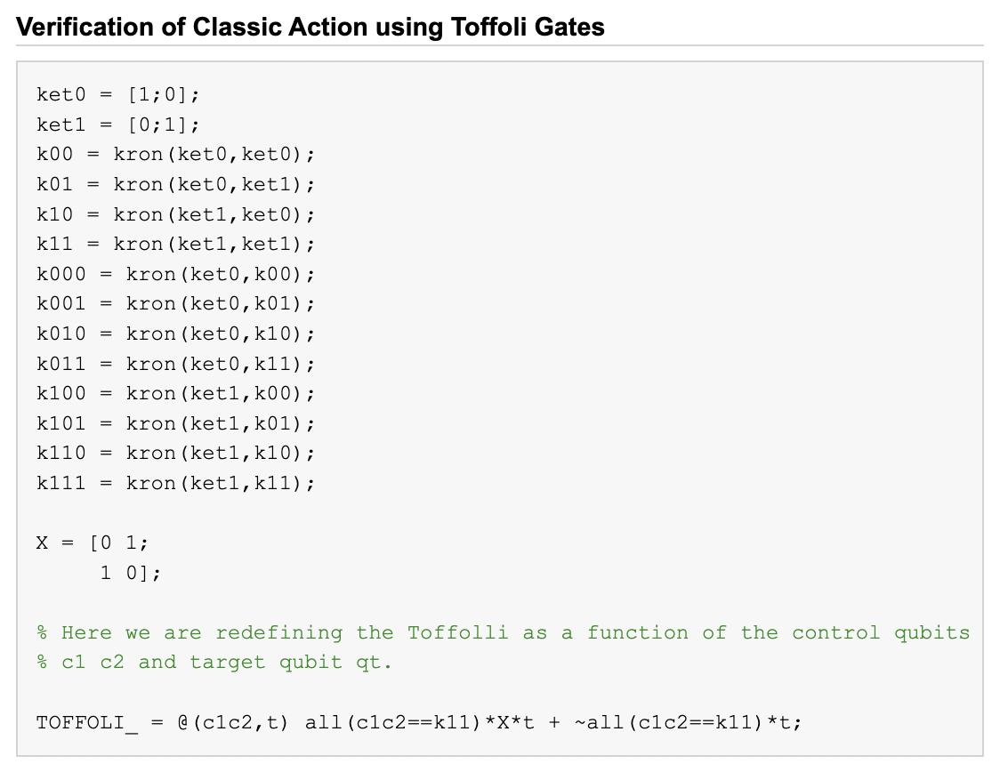 Verification of Classic Action using Toffoli Gates
ket0 = [1;0];
ket1 = [0;1];
k00 = kron(ket0,ket0);
k01 = kron(ket0,ket1);
k10 = kron(ket1,ket0);
k11 = kron(ket1,ket1);
k000 = kron(ket0,k00);
k001 = kron(ket0,k01);
k010 = kron(ket0,k10);
k011 = kron(ket0,k11);
k100 = kron(ket1,k00);
k101 = kron(ket1,k01);
k110 = kron(ket1,k10);
k111 = kron(ket1,k11);
X = [0 1;
1 0];
% Here we are redefining the Toffolli as a function of the control qubits
% c1 c2 and target qubit qt.
TOFFOLI_ = @(c1c2,t) all(c1c2==k11)*X*t + ~all(c1c2==k11)*t;